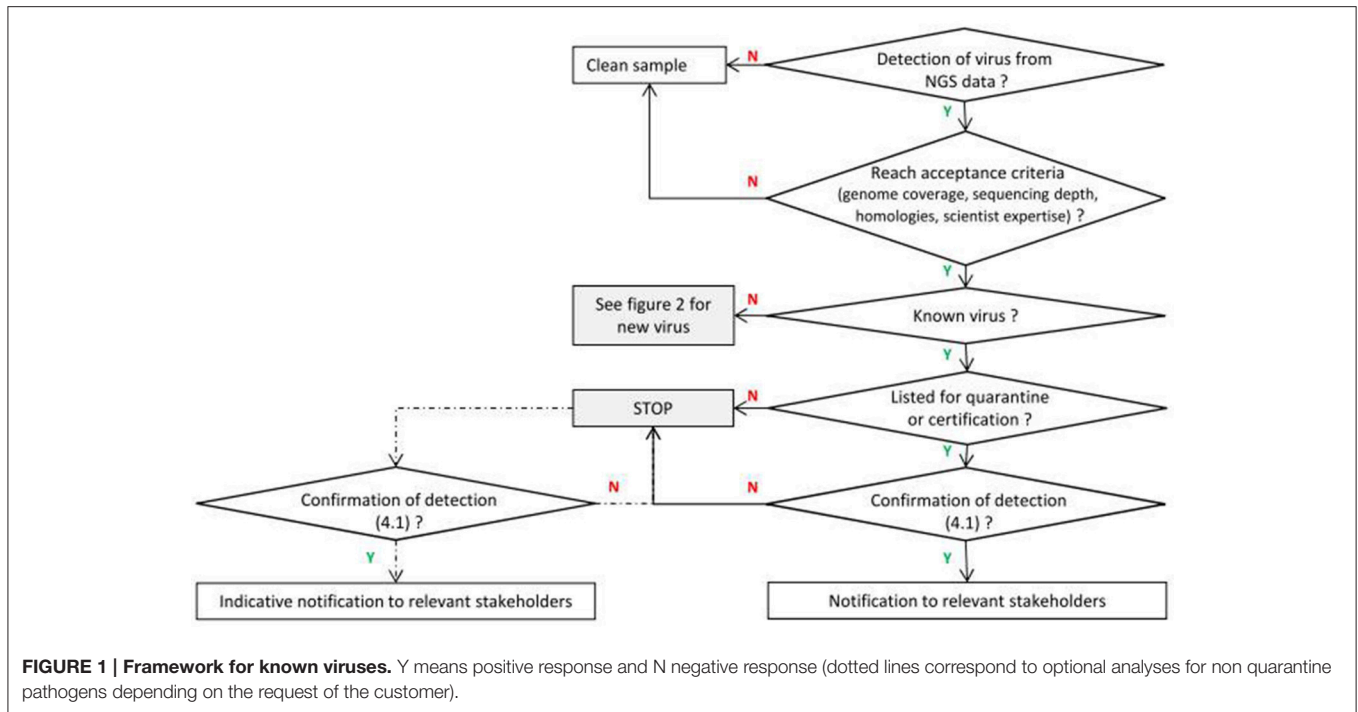 Detection of virus from
NGS data ?
N
Clean sample
Y
Reach acceptance criteria
(genome coverage, sequencing depth,
homologies, scientist expertise) ?
N
Y
Known virus ?
N
See figure 2 for
new virus
Y
Listed for quarantine
or certification ?
N
STOP
Y
Confirmation of detection
(4.1) ?
N
Confirmation of detection
(4.1) ?
N
Y
Indicative notification to relevant stakeholders
Y
Notification to relevant stakeholders
FIGURE 1 | Framework for known viruses. Y means positive response and N negative response (dotted lines correspond to optional analyses for non quarantine
pathogens depending on the request of the customer).